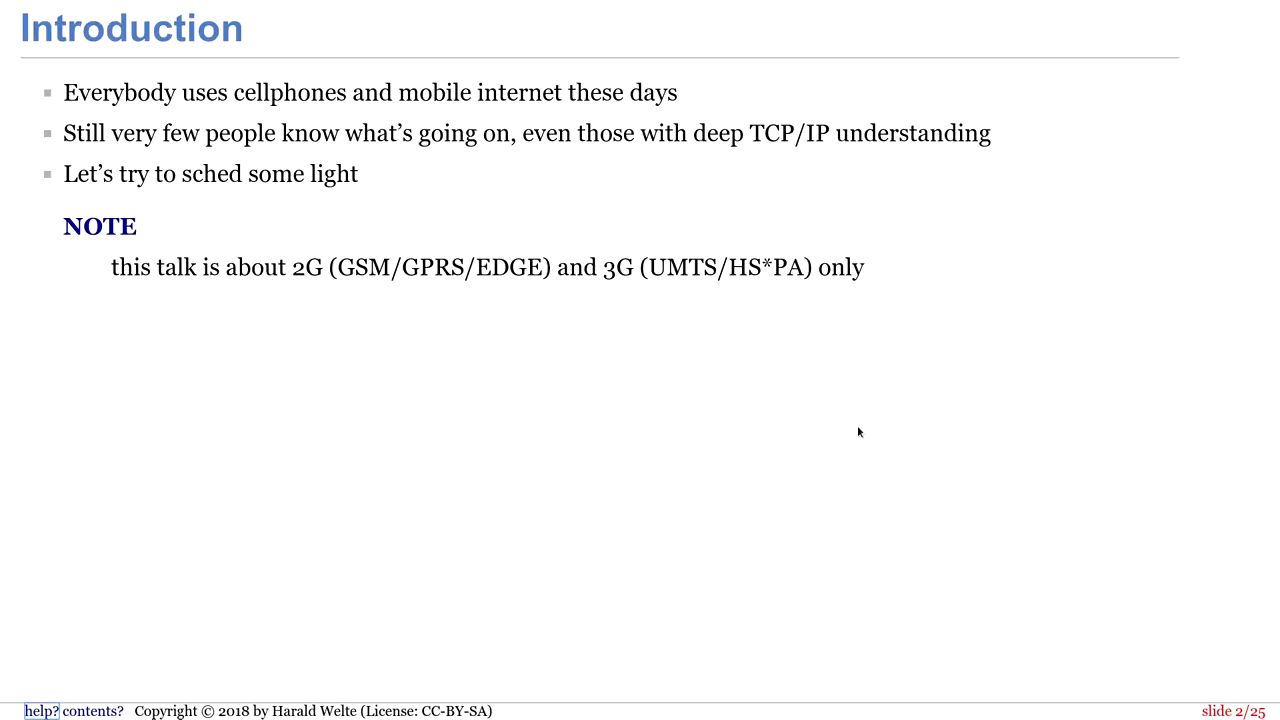 Introduction
Everybody uses cellphones and mobile internet these days
Still very few people know what’s going on, even those with deep TCP/IP understanding
Let’s try to sched some light
NOTE
this talk is about 2G (GSM/GPRS/EDGE) and 3G (UMTS/HS*PA) only
help? contents? Copyright © 2018 by Harald Welte (License: CC-BY-SA) slide 2/25